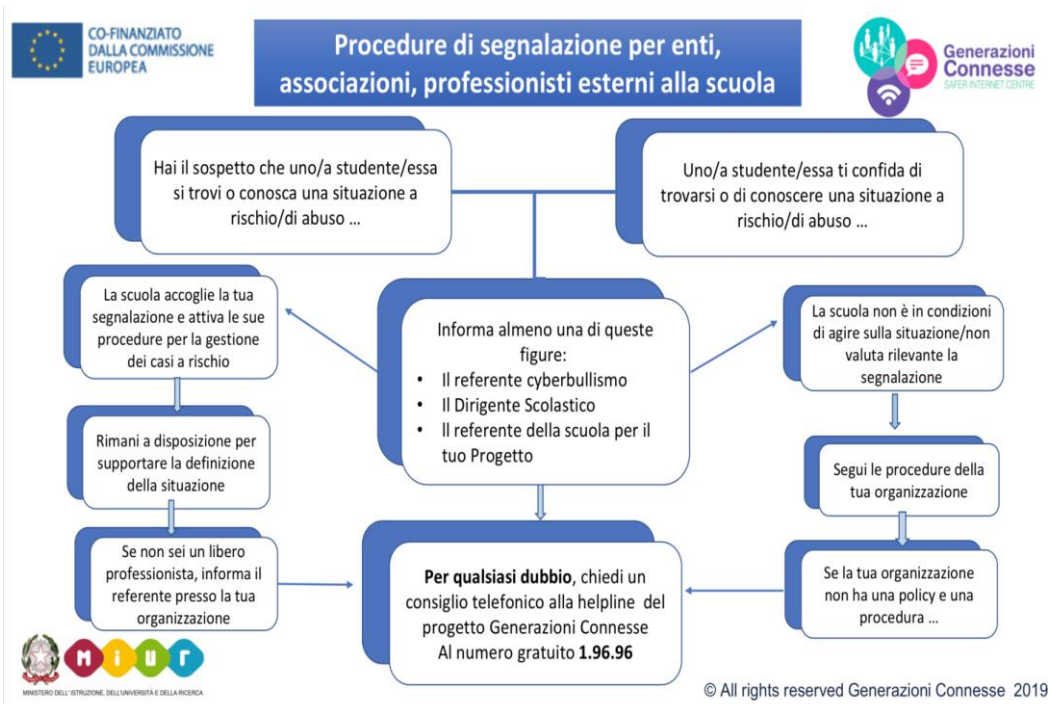 CO-FINANZIATO
DALLA COMMISSIONE
EUROPEA
Procedure di segnalazione per enti,
associazioni, professionisti esterni alla scuola
Generazioni
Connesse
SAFER INTERNET CENTRE
Hai il sospetto che uno/a studente/essa
si trovi o conosca una situazione a
rischio/di abuso ...
Uno/a studente/essa ti confida di
trovarsi o di conoscere una situazione a
rischio/di abuso ...
La scuola accoglie la tua
segnalazione e attiva le sue
procedure per la gestione
dei casi a rischio
Informa almeno una di queste
figure:
• Il referente cyberbullismo
• Il Dirigente Scolastico
• Il referente della scuola per il
tuo Progetto
La scuola non è in condizioni
di agire sulla situazione/non
valuta rilevante la
segnalazione
Rimani a disposizione per
supportare la definizione
della situazione
Segui le procedure della
tua organizzazione
Se non sei un libero
professionista, informa il
referente presso la tua
organizzazione
Per qualsiasi dubbio, chiedi un
consiglio telefonico alla helpline del
progetto Generazioni Connesse
Al numero gratuito 1.96.96
Se la tua organizzazione
non ha una policy e una
procedura ...
miur
MINISTERO DELL' ISTRUZIONE, DELL'UNIVERSITÀ E DELLA RICERCA
© All rights reserved Generazioni Connesse 2019